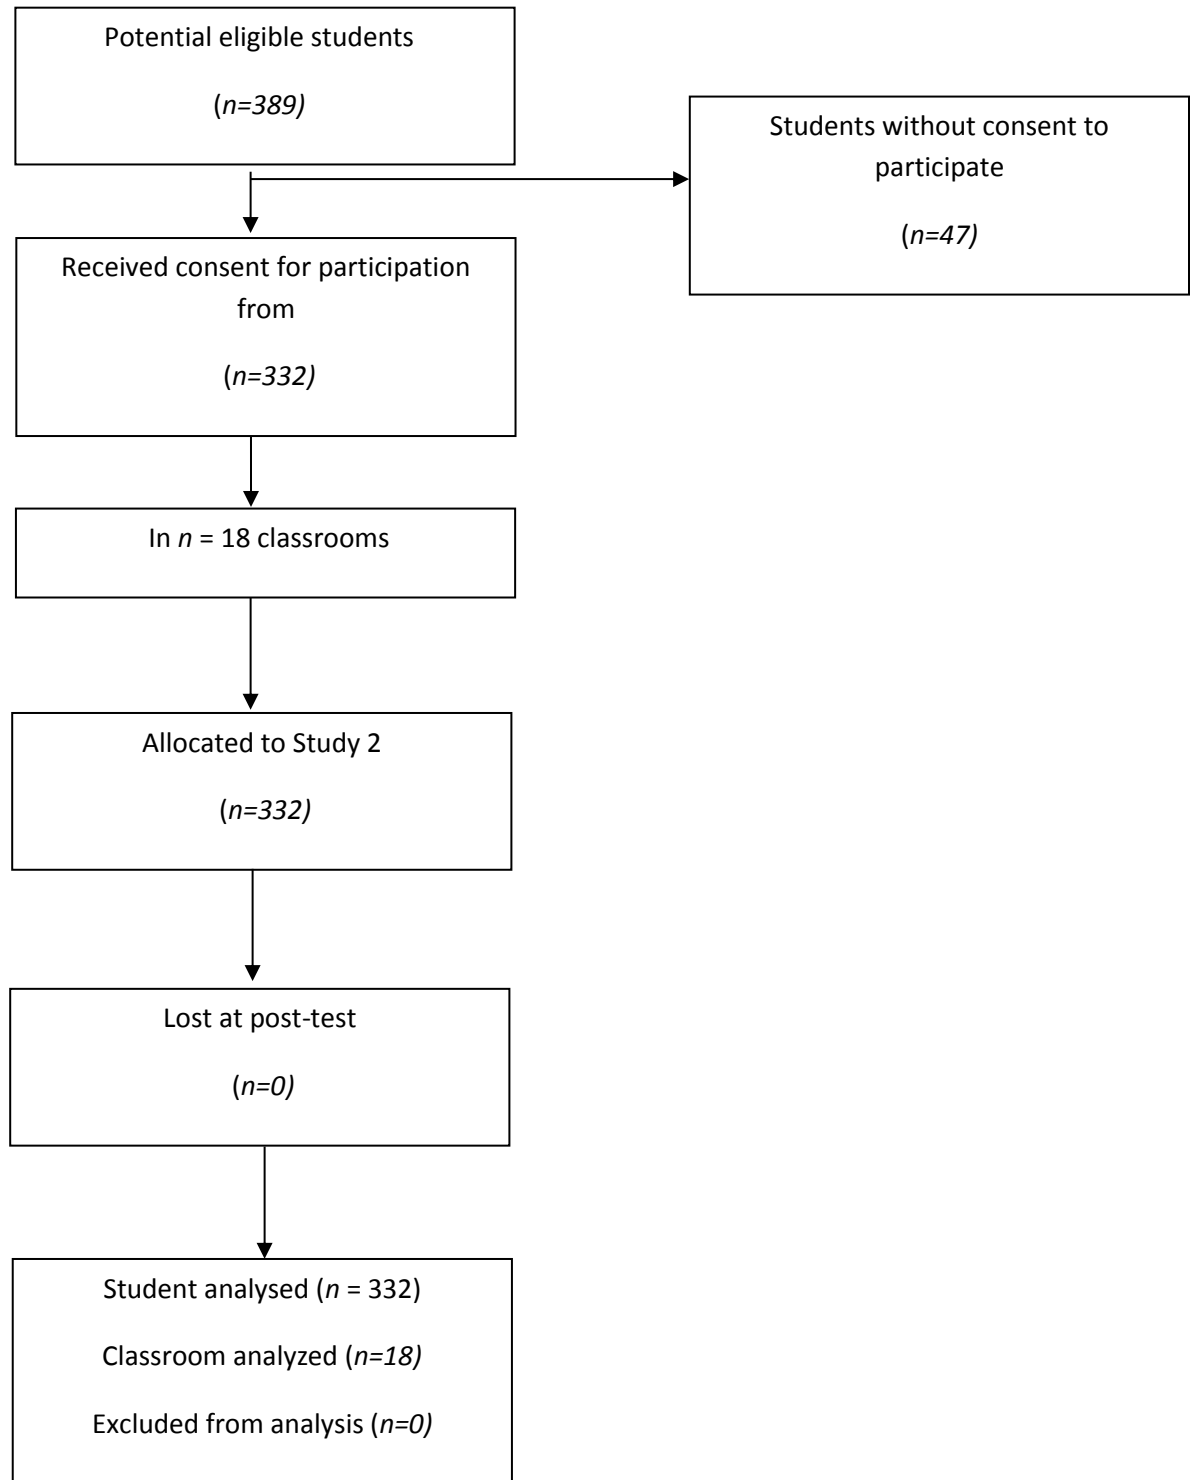 Potential eligible students
(n=389)
Students without consent to
participate
(n=47)
Received consent for participation
from
(n=332)
In n = 18 classrooms
Allocated to Study 2
(n=332)
Lost at post-test
(n=0)
Student analysed (n = 332)
Classroom analyzed (n=18)
Excluded from analysis (n=0)